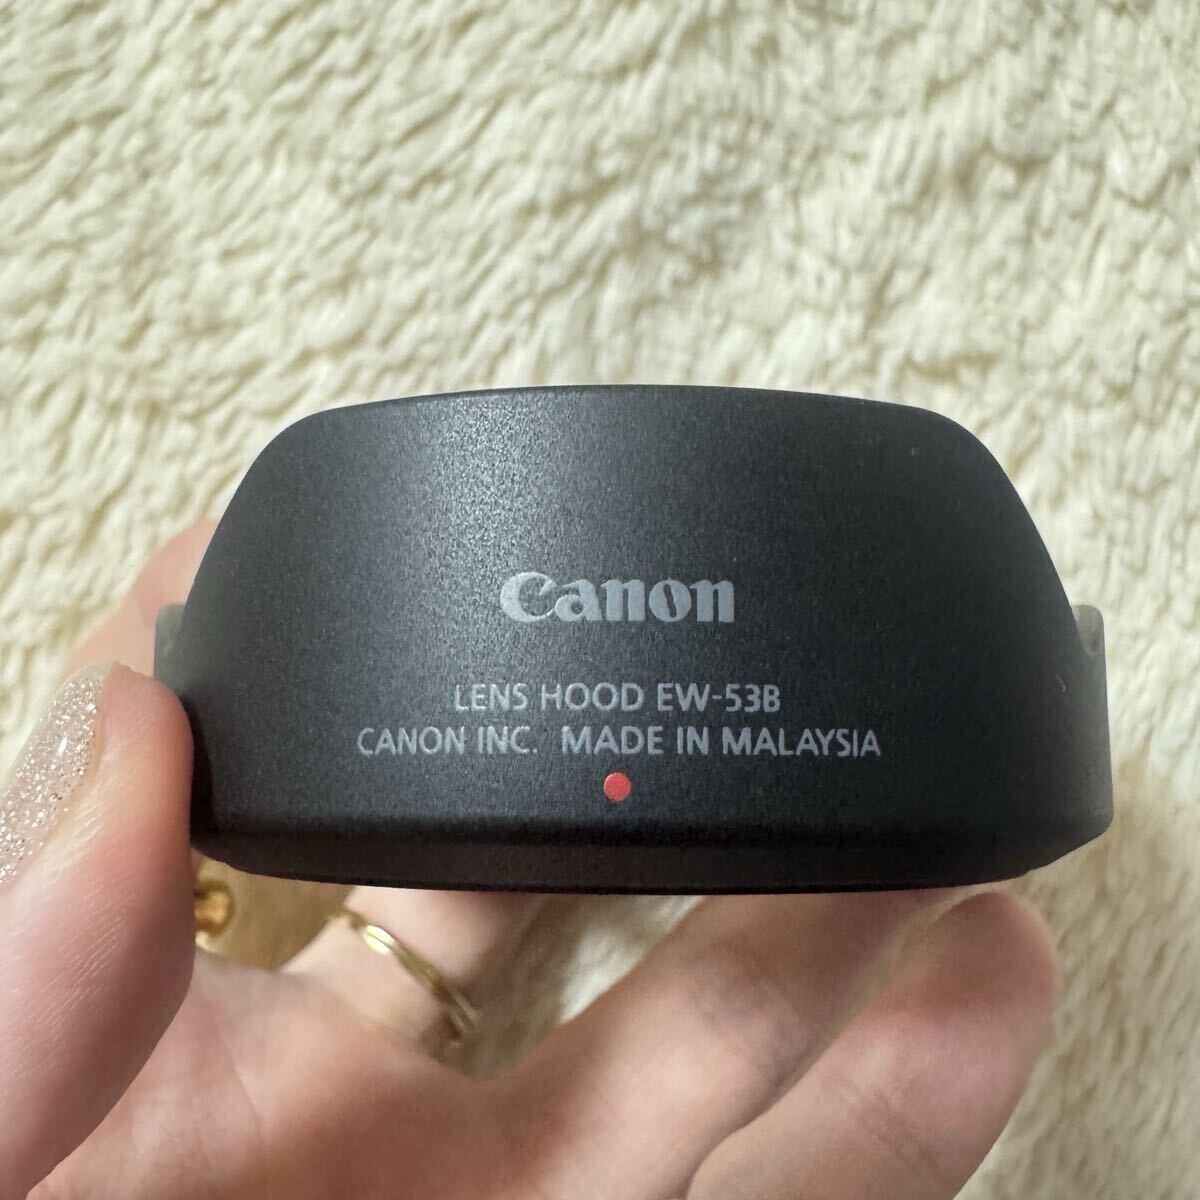 Canon
LENS HOOD EW-53B
CANON INC. MADE IN MALAYSIA